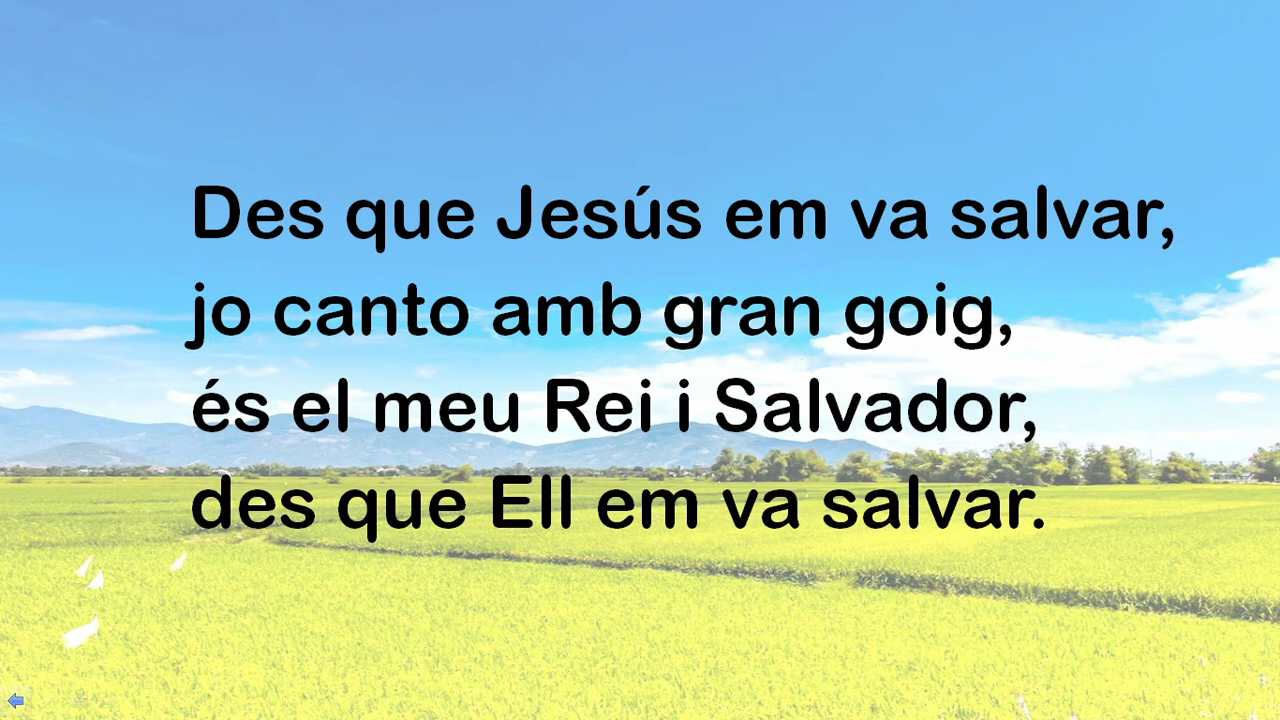 Des que Jesús em va salvar,
jo canto amb gran goig,
és el meu Rei i Salvador,
des que Ell em va salvar.